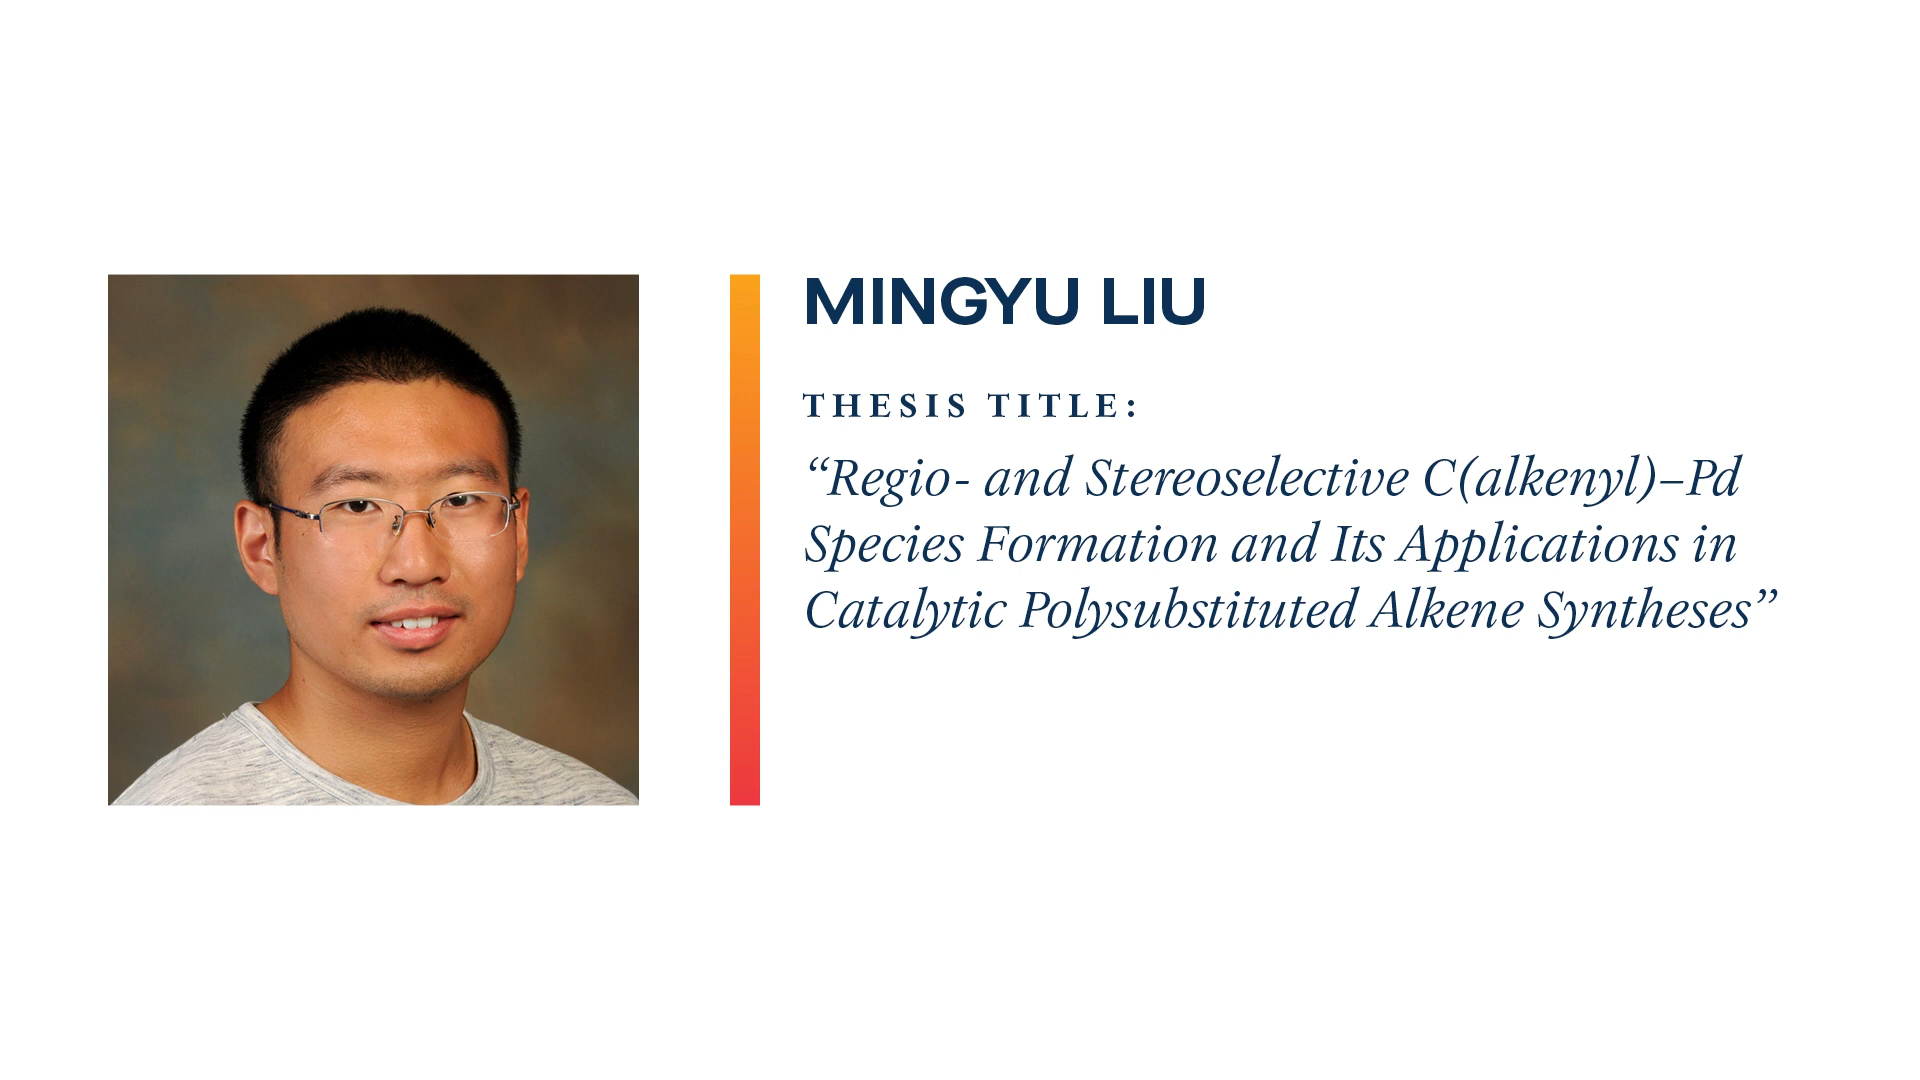 MINGYU LIU
THESIS TITLE:
“Regio- and Stereoselective C(alkenyl)–Pd
Species Formation and Its Applications in
Catalytic Polysubstituted Alkene Syntheses”